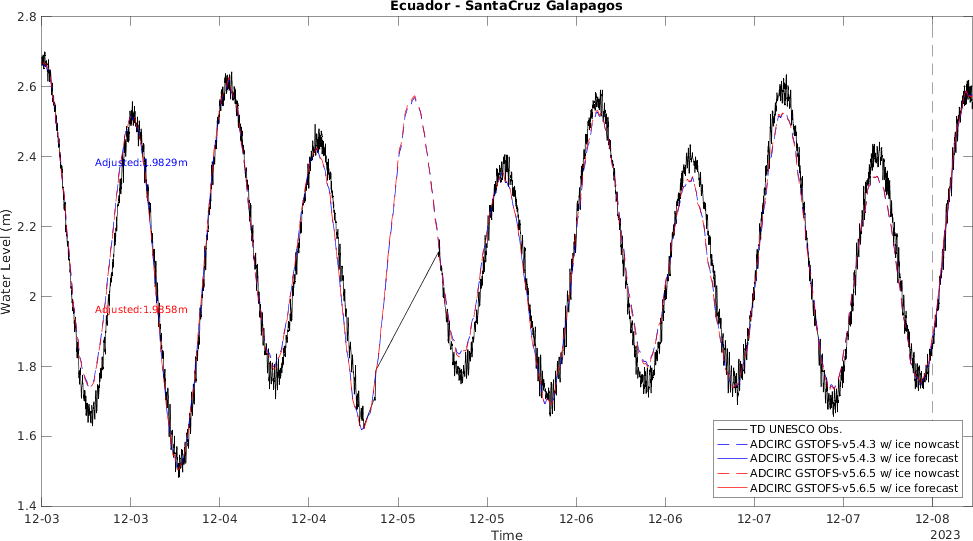 Ecuador - SantaCruz Galapagos
2.8
2.6
2.4
2.2
2
1.8
1.6
1.4
Water Level (m)
Adjusted:1.9829m
Adjusted:1.9358m
TD UNESCO Obs.
ADCIRC GSTOFS-v5.4.3 w/ ice nowcast
ADCIRC GSTOFS-v5.4.3 w/ ice forecast
ADCIRC GSTOFS-v5.6.5 w/ ice nowcast
ADCIRC GSTOFS-v5.6.5 w/ ice forecast
12-03 12-03 12-04 12-04 12-05 12-05 12-06 12-06 12-07 12-07 12-08
2023
Time